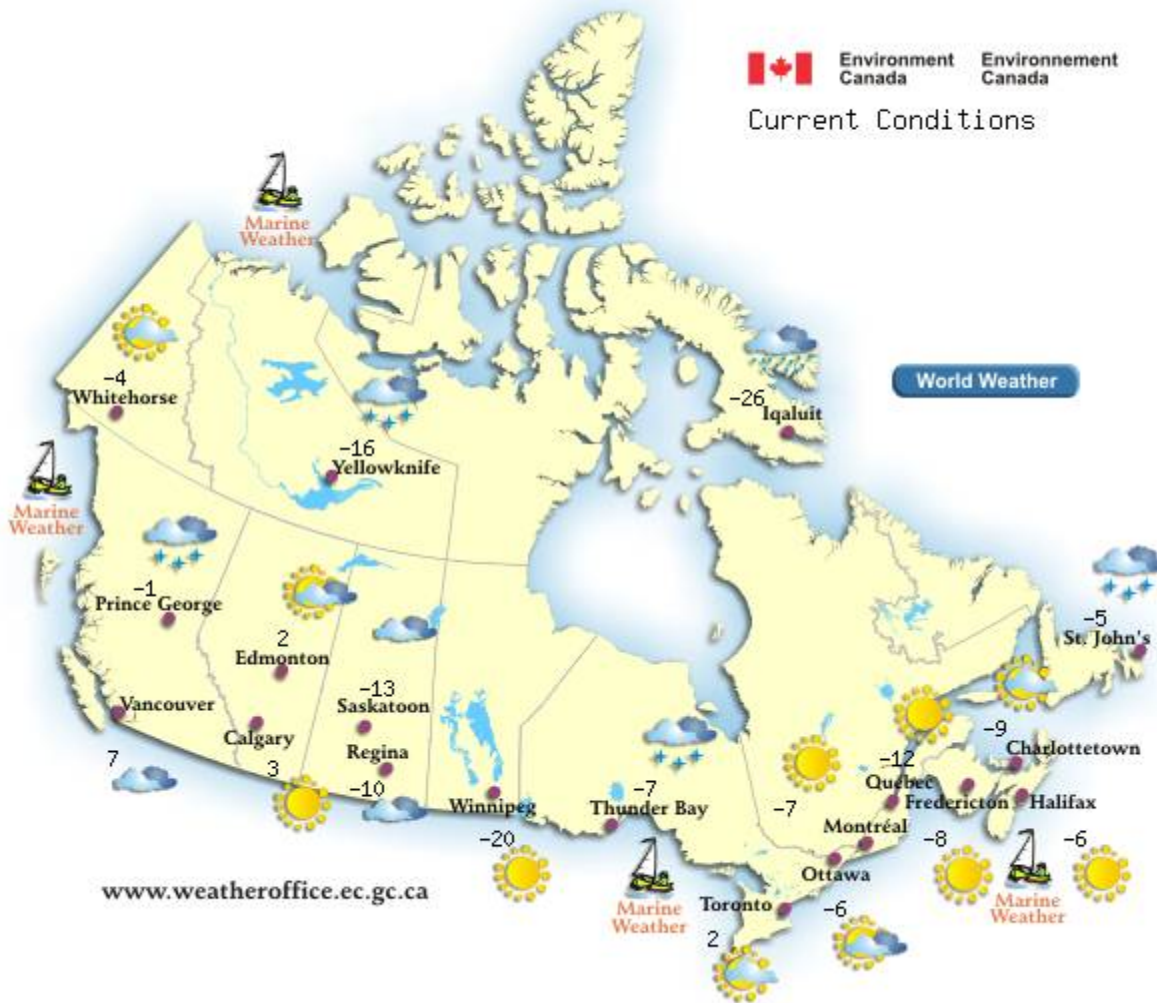 Environment Environnement
Canada Canada
Current Conditions
Marine
Weather
World Weather
-4
Whitehorse
-26
Iqaluit
-16
Yellowknife
Marine
Weather
-1
Prince George
2
Edmonton
-5
St. John's
-13
Saskatoon
Vancouver
Calgary
Regina
7
3
-10
Winnipeg
-20
-7
Thunder Bay
-9
Charlottetown
-12
Québec
Fredericton
Halifax
-7
Montréal
Ottawa
-8
-6
Marine
Weather
Marine
Weather
Toronto
-6
2
www.weatheroffice.ec.gc.ca